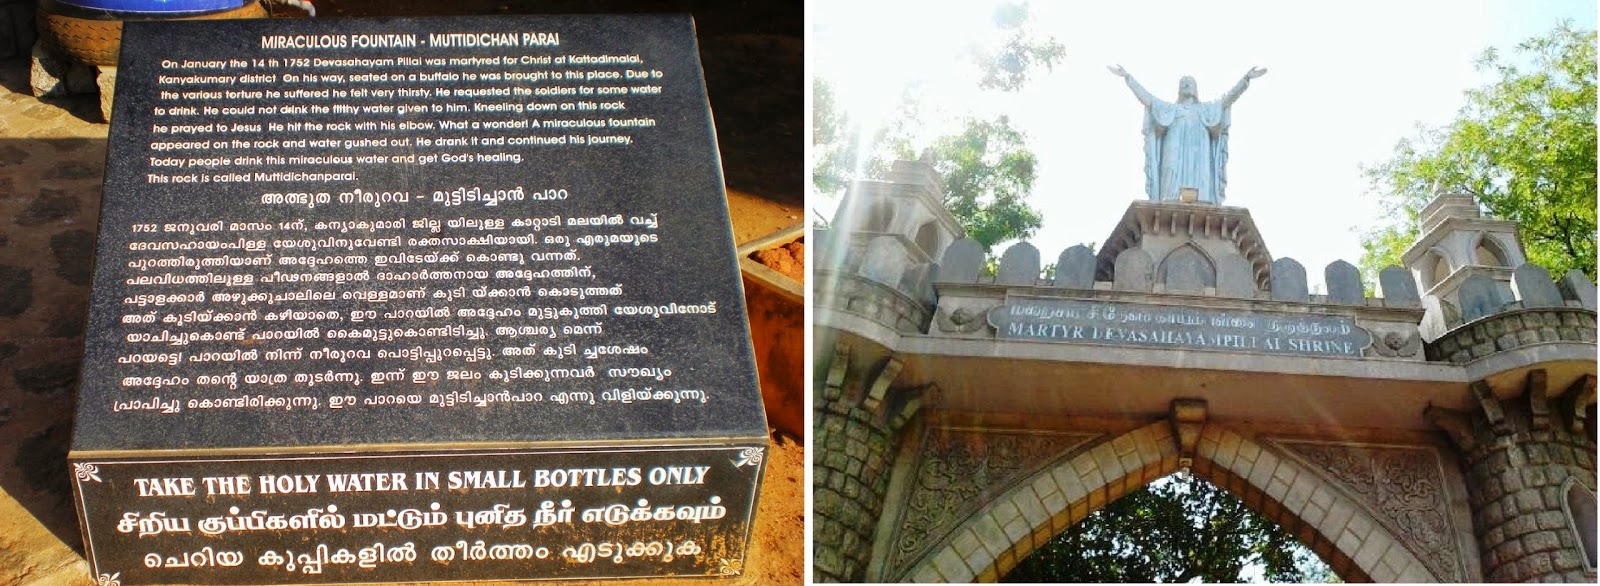 MIRACULOUS FOUNTAIN - MUTTIDICHAN PARAI
On January the 14 th 1752 Devasahayam Pillai was martyred for Christ at Kattadimalai,
Kanyakumary district On his way, seated on a buffalo he was brought to this place. Due to
the various torture he suffered he felt very thirsty. He requested the soldiers for some water
to drink. He could not drink the filthy water given to him. Kneeling down on this rock
he prayed to Jesus He hit the rock with his elbow. What a wonder! A miraculous fountain
appeared on the rock and water gushed out. He drank it and continued his journey.
Today people drink this miraculous water and get God's healing.
This rock is called Muttidichanparai.
അത്ഭുത നീരുറവ – മുട്ടിടിച്ചാൻ പാറ
1752 ജനുവരി മാസം 14ന്, കന്യാകുമാരി ജില്ല യിലുള്ള കാറ്റാടി മലയിൽ വച്ച്
ദേവസഹായംപിള്ള യേശുവിനുവേണ്ടി രക്തസാക്ഷിയായി. ഒരു എരുമയുടെ
പുറത്തിരുത്തിയാണ് അദ്ദേഹത്തെ ഇവിടേയ്ക്ക് കൊണ്ടു വന്നത്.
പലവിധത്തിലുള്ള പീഢനങ്ങളാൽ ദാഹാർത്തനായ അദ്ദേഹത്തിന്,
പട്ടാളക്കാർ അഴുക്കുചാലിലെ വെള്ളമാണ് കുടി യ്ക്കാൻ കൊടുത്തത്
അത് കുടിയ്ക്കാൻ കഴിയാതെ, ഈ പാറയിൽ അദ്ദേഹം മുട്ടുകുത്തി യേശുവിനോട്
യാചിച്ചുകൊണ്ട് പാറയിൽ കൈമുട്ടുകൊണ്ടിടിച്ചു. ആശ്ചര്യ മെന്ന്
പറയട്ടെ! പാറയിൽ നിന്ന് നീരുറവ പൊട്ടിപ്പുറപ്പെട്ടു. അത് കുടി ച്ചശേഷം
അദ്ദേഹം തന്റെ യാത്ര തുടർന്നു. ഇന്ന് ഈ ജലം കുടിക്കുന്നവർ സൗഖ്യം
പ്രാപിച്ചു കൊണ്ടിരിക്കുന്നു. ഈ പാറയെ മുട്ടിടിച്ചാൻപാറ എന്നു വിളിയ്ക്കുന്നു.
TAKE THE HOLY WATER IN SMALL BOTTLES ONLY
சிறிய குப்பிகளில் மட்டும் புனித நீர் எடுக்கவும்
ചെറിയ കുപ്പികളിൽ തീർത്തം എടുക്കുക
மறைசாட்சி தேவசகாயம் பிள்ளை திருத்தலம்
MARTYR DEVASAHAYAMPILLAI SHRINE